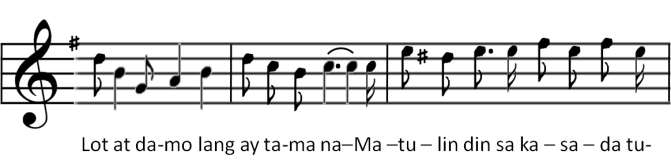 Lot at da-mo lang ay ta-ma na–Ma –tu – lin din sa ka – sa – da tu-